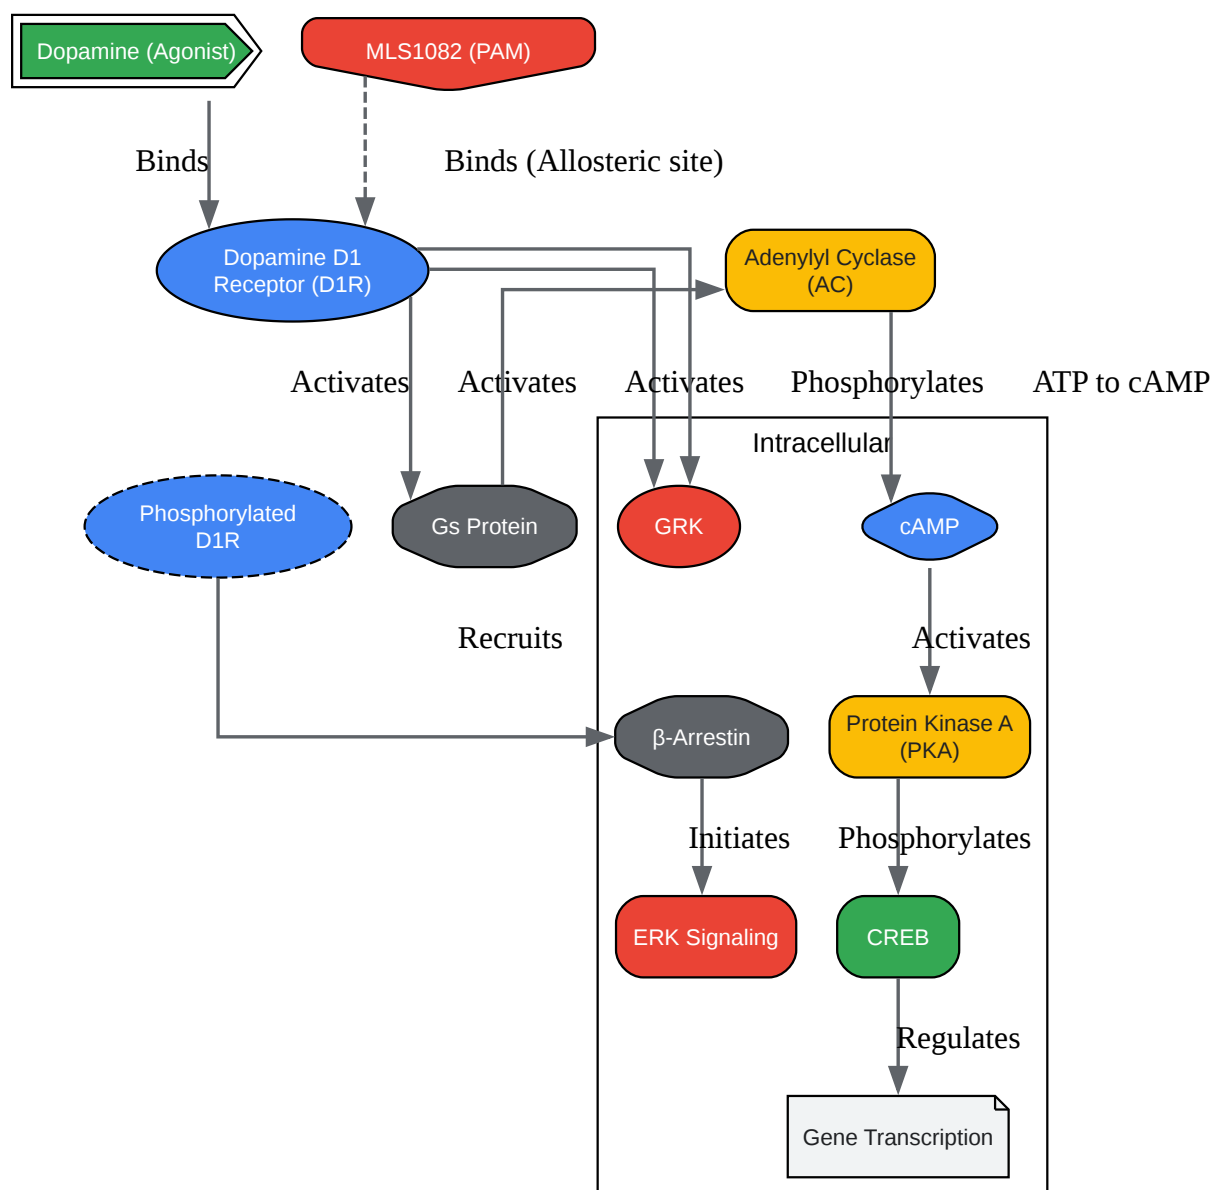 Dopamine (Agonist)
MLS1082 (PAM)
Binds
Binds (Allosteric site)
Dopamine D1
Receptor (D1R)
Adenylyl Cyclase
(AC)
Activates
Activates
Activates
Phosphorylates
ATP to cAMP
Intracellular
Phosphorylated
D1R
Gs Protein
GRK
cAMP
Recruits
Activates
β-Arrestin
Protein Kinase A
(PKA)
Initiates
Phosphorylates
ERK Signaling
CREB
Regulates
Gene Transcription